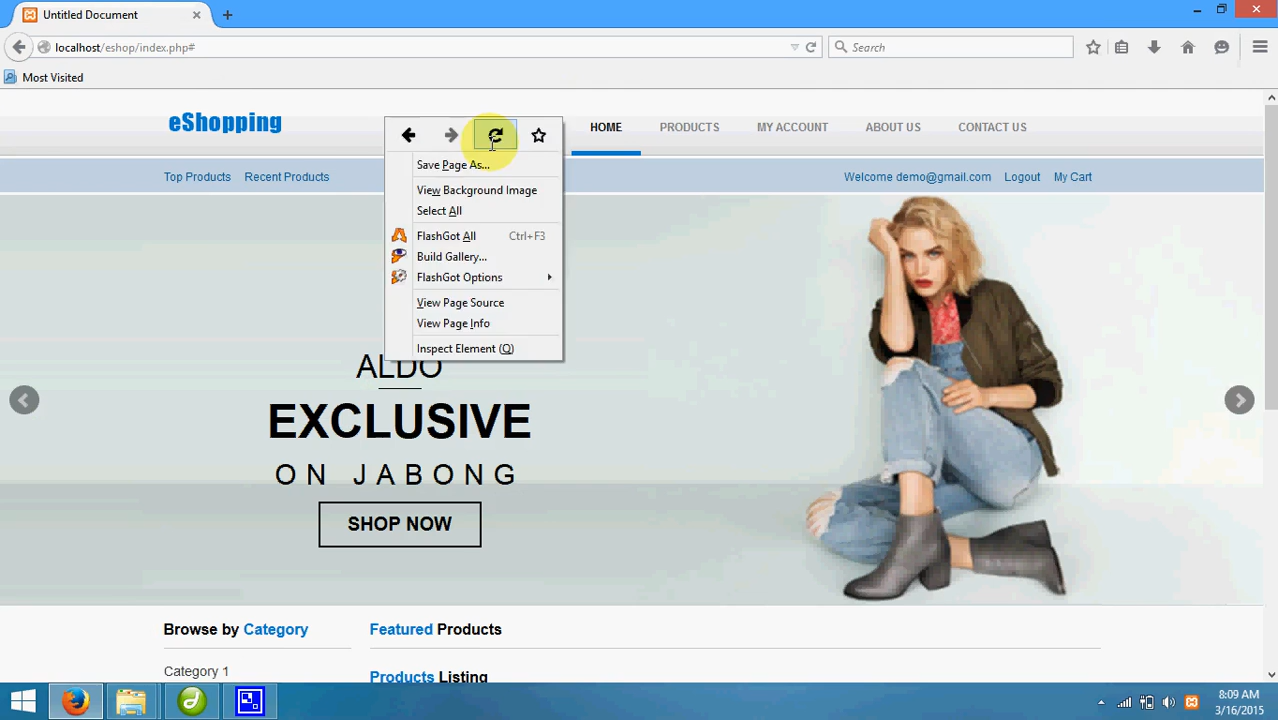 Untitled Document
localhost/eshop/index.php#
Search
Most Visited
eShopping
HOME PRODUCTS MY ACCOUNT ABOUT US CONTACT US
Save Page As...
Top Products Recent Products
Welcome demo@gmail.com Logout My Cart
View Background Image
Select All
FlashGot All Ctrl+F3
Build Gallery...
FlashGot Options
View Page Source
View Page Info
Inspect Element (Q)
ALDO
EXCLUSIVE
ON JABONG
SHOP NOW
Browse by Category
Featured Products
Category 1
Products Listing
8:09 AM
3/16/2015